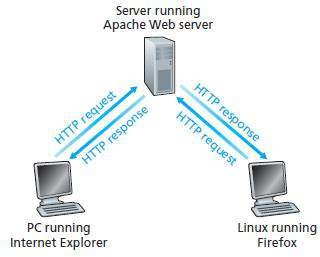 Server running
Apache Web server
HTTP request
HTTP response
HTTP response
HTTP request
PC running
Internet Explorer
Linux running
Firefox